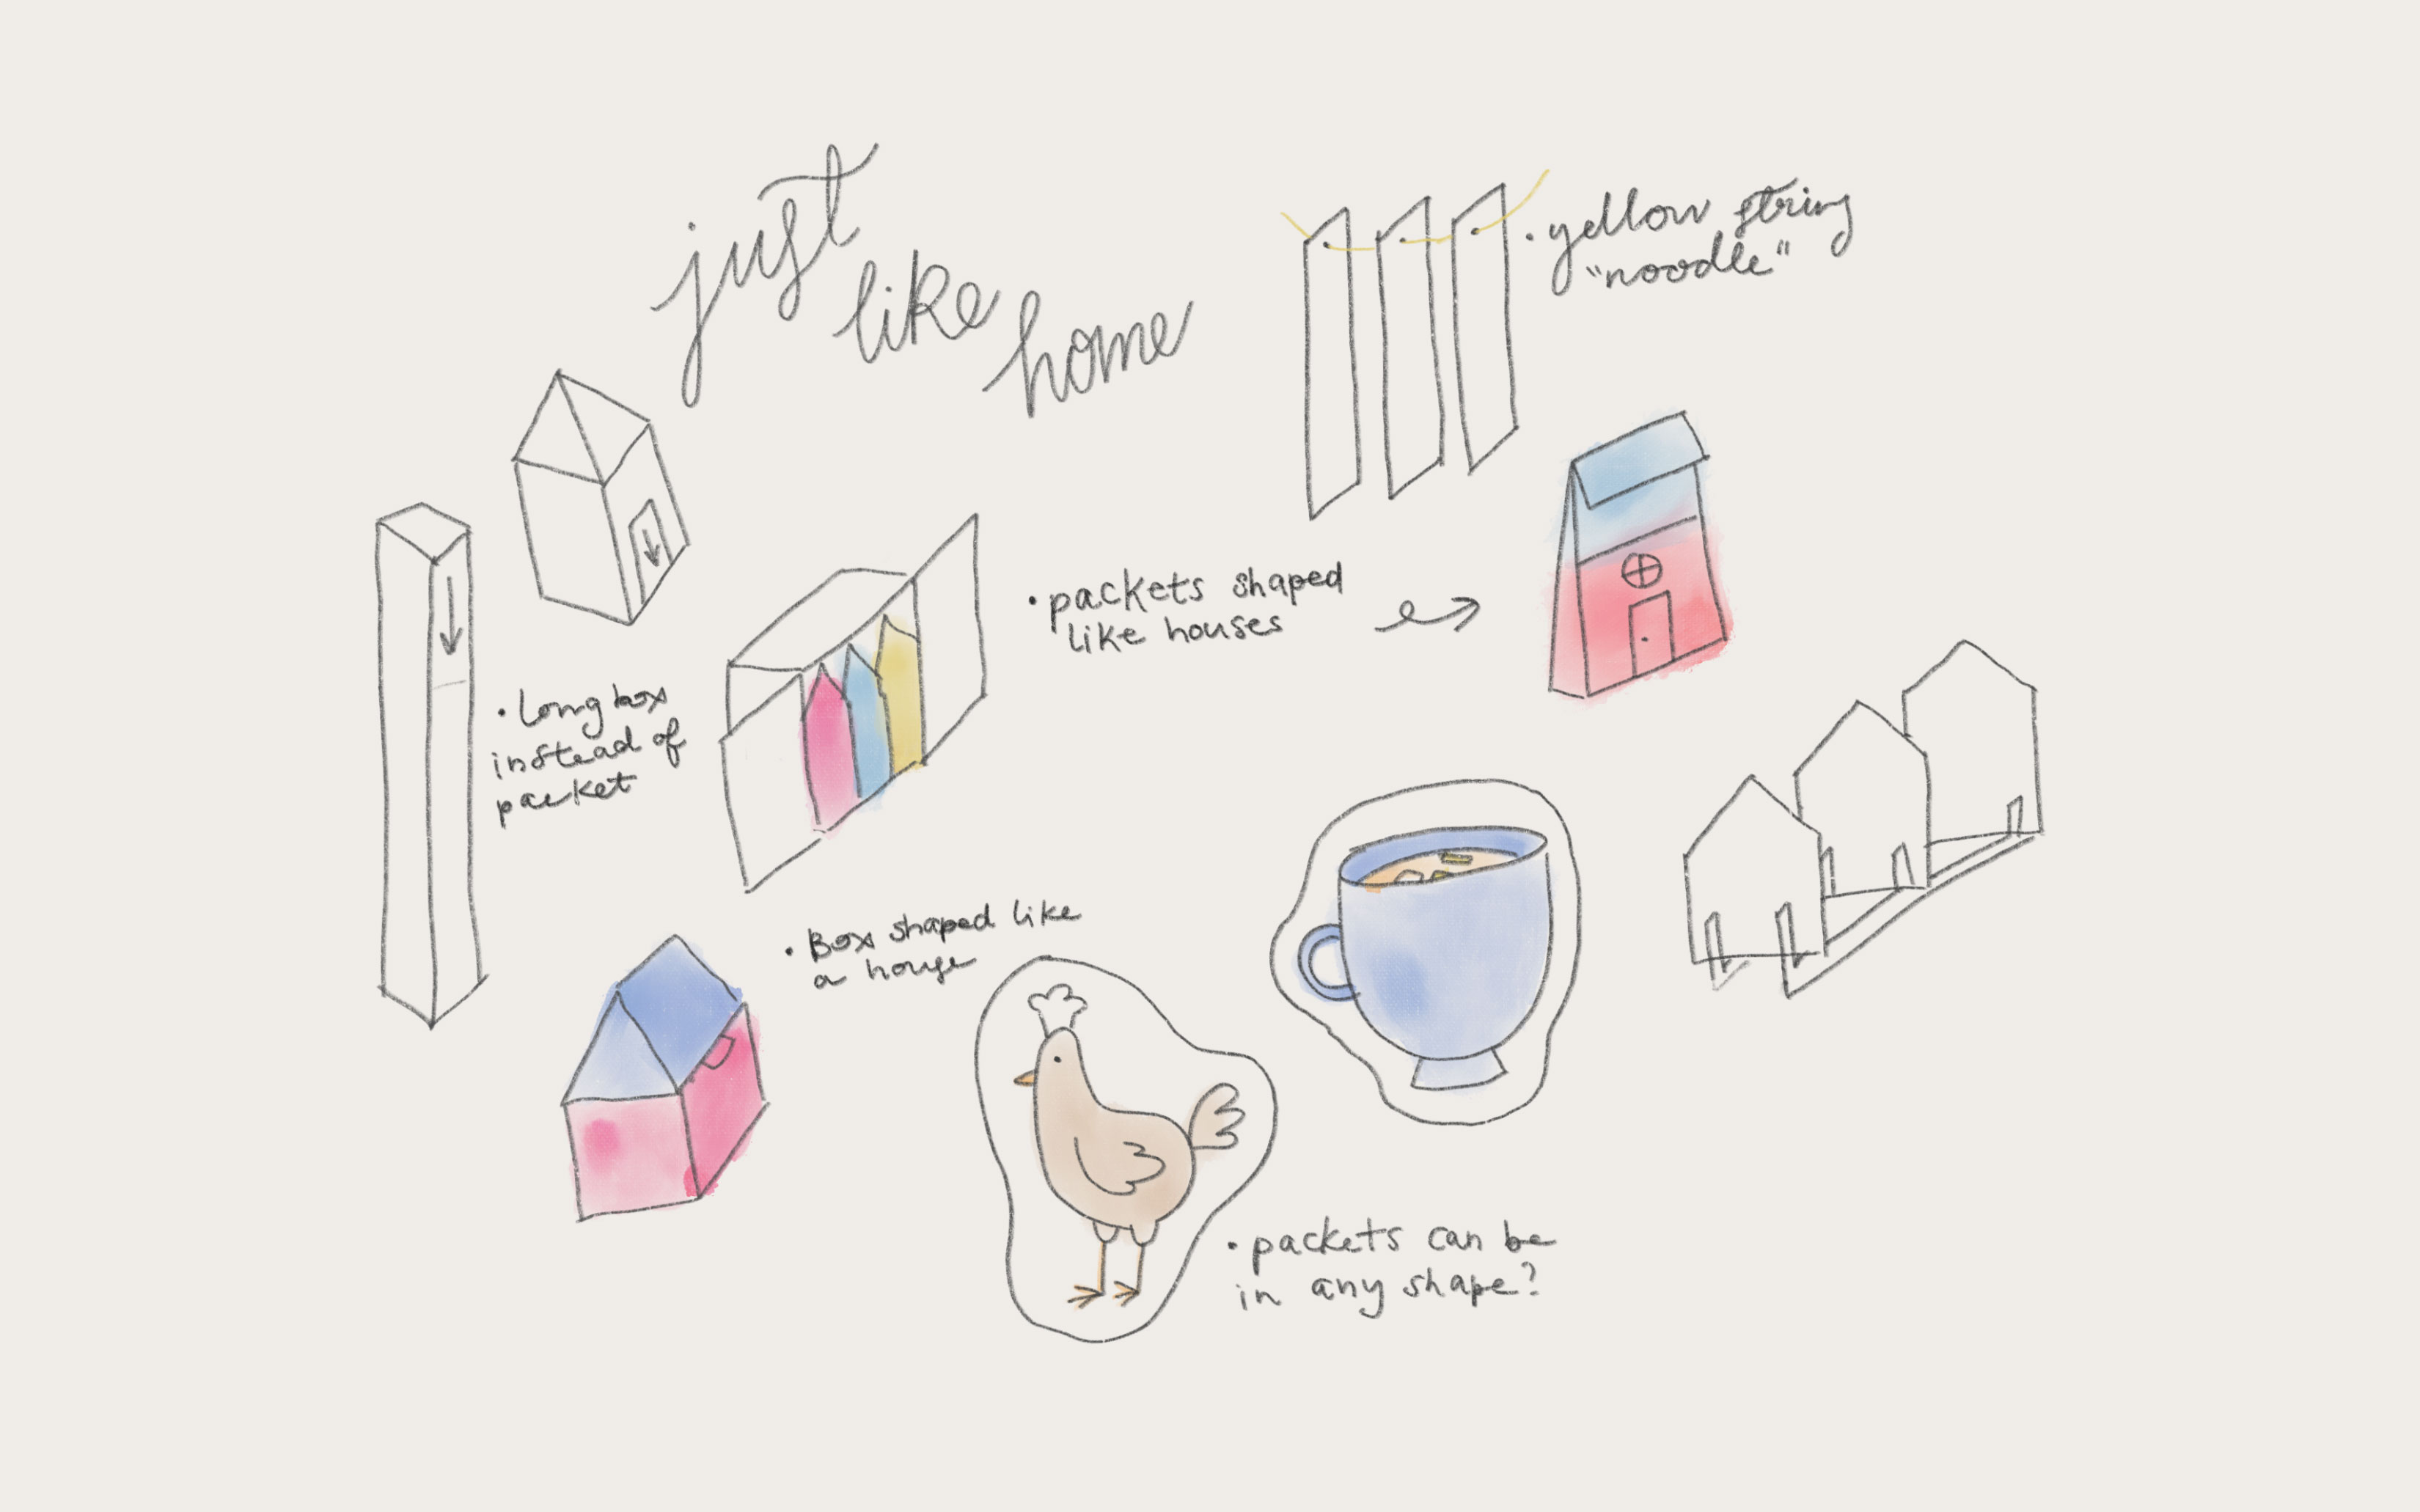 just
like
home
• yellow string
"noodle"
• packets shaped
like houses
• Long box
instead of
packet
• Box shaped like
a house
• packets can be
in any shape?